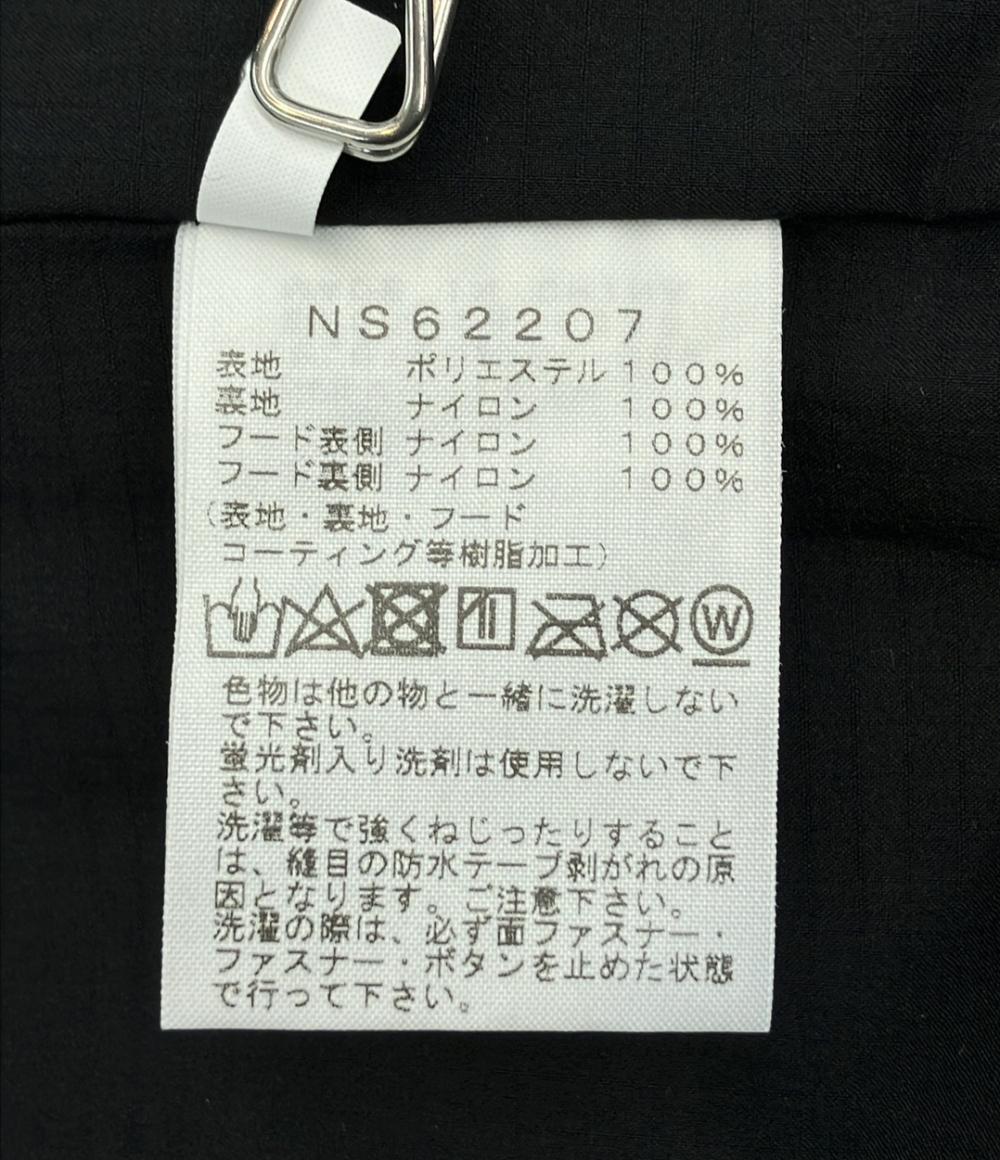 NS62207
表地 ポリエステル 100%
裏地 ナイロン 100%
フード表側 ナイロン 100%
フード裏側 ナイロン 100%
(表地・裏地・フード
コーティング等樹脂加工)
W
色物は他の物と一緒に洗濯しない
で下さい。
蛍光剤入り洗剤は使用しないで下
さい。
洗濯等で強くねじったりすること
は、縫目の防水テープ剥がれの原
因となります。ご注意下さい。
洗濯の際は、必ず面ファスナー・
ファスナー・ボタンを止めた状態
で行って下さい。